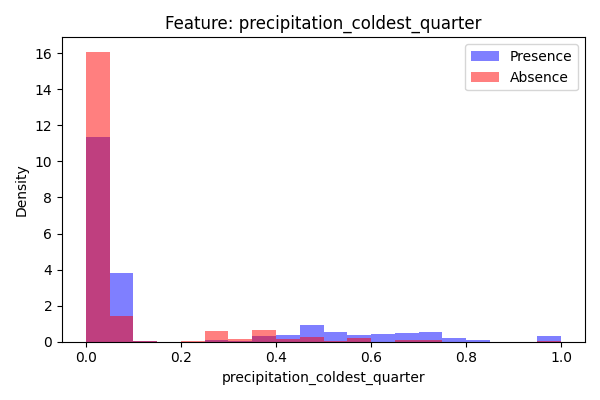 Feature: precipitation_coldest_quarter
Presence
Absence
16
14
12
10
8
6
4
2
0
Density
0.0 0.2 0.4 0.6 0.8 1.0
precipitation_coldest_quarter